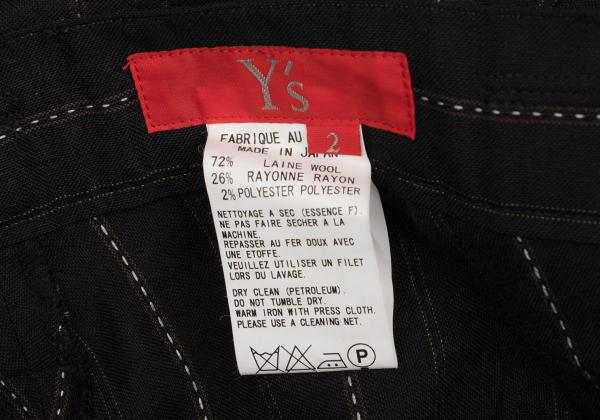 Y's
FABRIQUE AU
2
MADE IN JAPAN
72% LAINE WOOL
26% RAYONNE RAYON
2% POLYESTER POLYESTER
NETTOYAGE A SEC (ESSENCE F).
NE PAS FAIRE SECHER A LA
MACHINE.
REPASSER AU FER DOUX AVEC
UNE ETOFFE.
VEUILLEZ UTILISER UN FILET
LORS DU LAVAGE.
DRY CLEAN (PETROLEUM).
DO NOT TUMBLE DRY.
WARM IRON WITH PRESS CLOTH.
PLEASE USE A CLEANING NET.
P